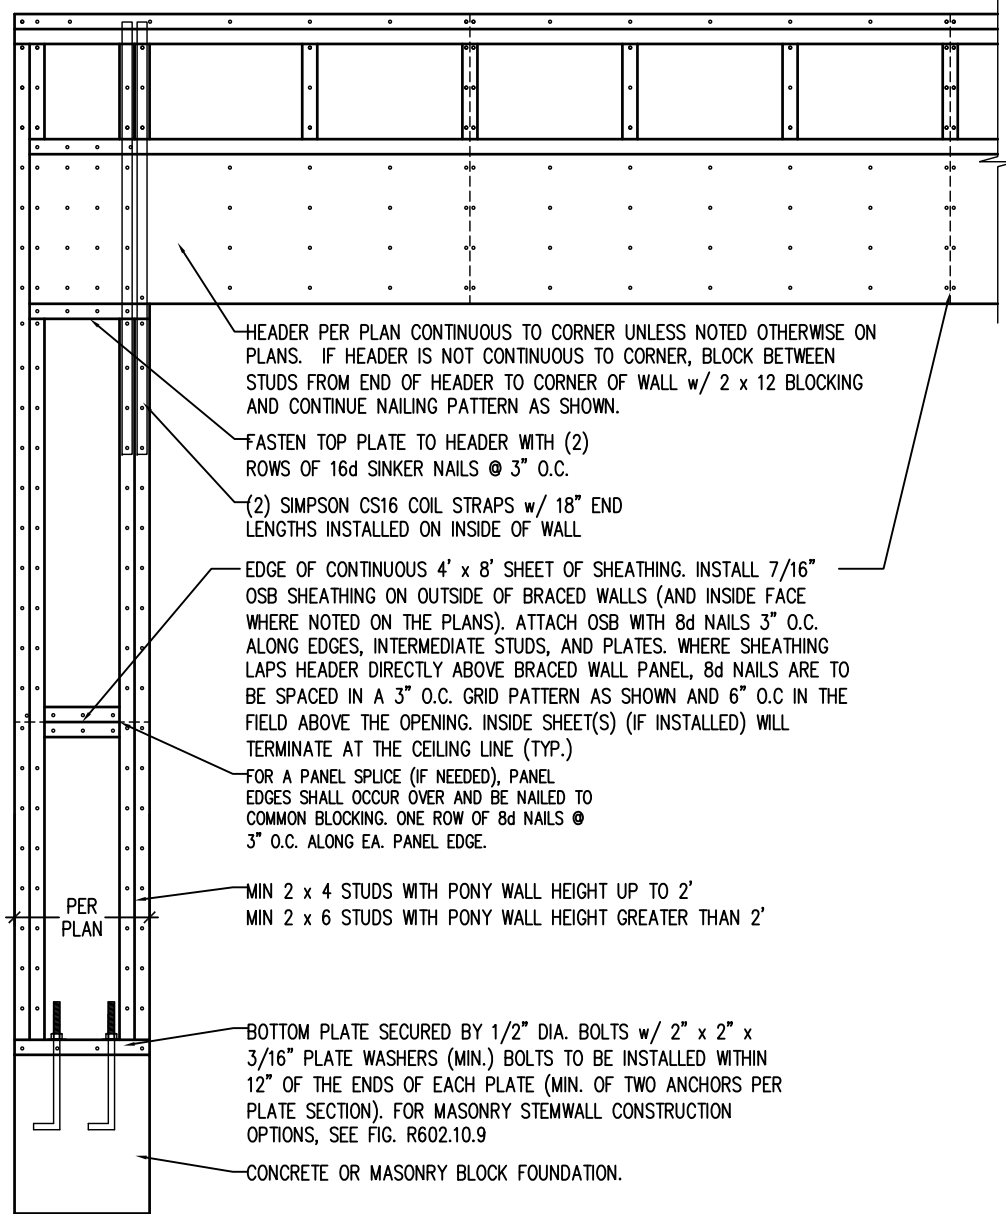 HEADER PER PLAN CONTINUOUS TO CORNER UNLESS NOTED OTHERWISE ON
PLANS. IF HEADER IS NOT CONTINUOUS TO CORNER, BLOCK BETWEEN
STUDS FROM END OF HEADER TO CORNER OF WALL w/ 2 x 12 BLOCKING
AND CONTINUE NAILING PATTERN AS SHOWN.
FASTEN TOP PLATE TO HEADER WITH (2)
ROWS OF 16d SINKER NAILS @ 3" O.C.
(2) SIMPSON CS16 COIL STRAPS w/ 18" END
LENGTHS INSTALLED ON INSIDE OF WALL
EDGE OF CONTINUOUS 4' x 8' SHEET OF SHEATHING. INSTALL 7/16"
OSB SHEATHING ON OUTSIDE OF BRACED WALLS (AND INSIDE FACE
WHERE NOTED ON THE PLANS). ATTACH OSB WITH 8d NAILS 3" O.C.
ALONG EDGES, INTERMEDIATE STUDS, AND PLATES. WHERE SHEATHING
LAPS HEADER DIRECTLY ABOVE BRACED WALL PANEL, 8d NAILS ARE TO
BE SPACED IN A 3" O.C. GRID PATTERN AS SHOWN AND 6" O.C IN THE
FIELD ABOVE THE OPENING. INSIDE SHEET(S) (IF INSTALLED) WILL
TERMINATE AT THE CEILING LINE (TYP.)
FOR A PANEL SPLICE (IF NEEDED), PANEL
EDGES SHALL OCCUR OVER AND BE NAILED TO
COMMON BLOCKING. ONE ROW OF 8d NAILS @
3" O.C. ALONG EA. PANEL EDGE.
MIN 2 x 4 STUDS WITH PONY WALL HEIGHT UP TO 2'
MIN 2 x 6 STUDS WITH PONY WALL HEIGHT GREATER THAN 2'
PER
PLAN
BOTTOM PLATE SECURED BY 1/2" DIA. BOLTS w/ 2" x 2" x
3/16" PLATE WASHERS (MIN.) BOLTS TO BE INSTALLED WITHIN
12" OF THE ENDS OF EACH PLATE (MIN. OF TWO ANCHORS PER
PLATE SECTION). FOR MASONRY STEMWALL CONSTRUCTION
OPTIONS, SEE FIG. R602.10.9
CONCRETE OR MASONRY BLOCK FOUNDATION.